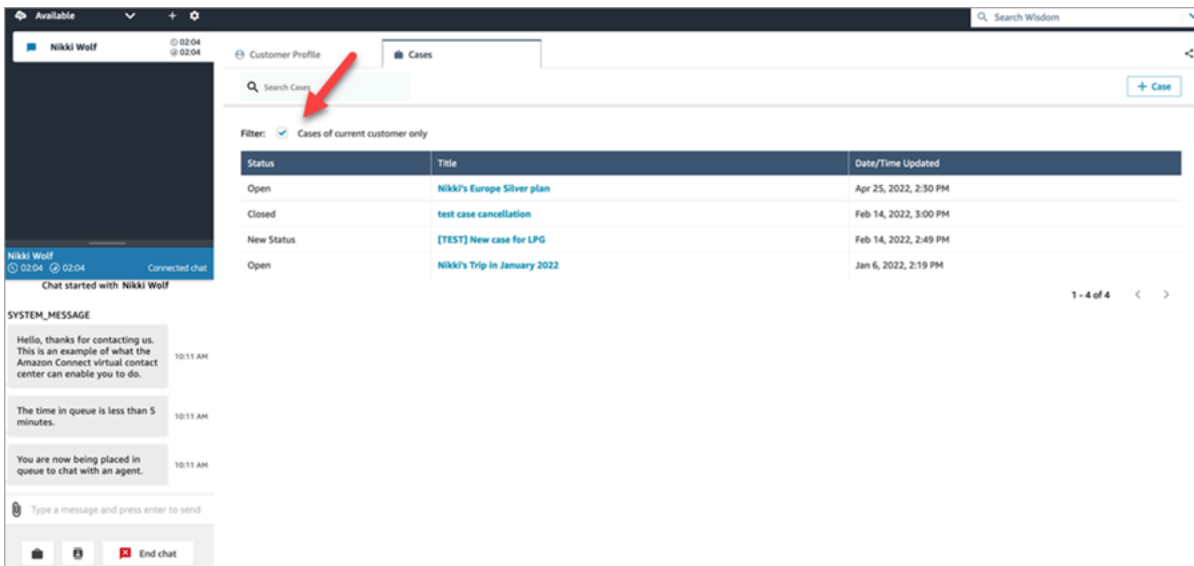 Available
Search Wisdom
Nikki Wolf
02:04
02:04
Customer Profile
Cases
Search Cases
+ Case
Filter: Cases of current customer only
Status Title Date/Time Updated
Open Nikki's Europe Silver plan Apr 25, 2022, 2:30 PM
Closed test case cancellation Feb 14, 2022, 3:00 PM
New Status [TEST] New case for LPG Feb 14, 2022, 2:49 PM
Open Nikki's Trip in January 2022 Jan 6, 2022, 2:19 PM
1 - 4 of 4
Nikki Wolf
02:04 02:04 Connected chat
Chat started with Nikki Wolf
SYSTEM_MESSAGE
Hello, thanks for contacting us.
This is an example of what the
Amazon Connect virtual contact
center can enable you to do.
10:11 AM
The time in queue is less than 5
minutes.
10:11 AM
You are now being placed in
queue to chat with an agent.
10:11 AM
Type a message and press enter to send
End chat